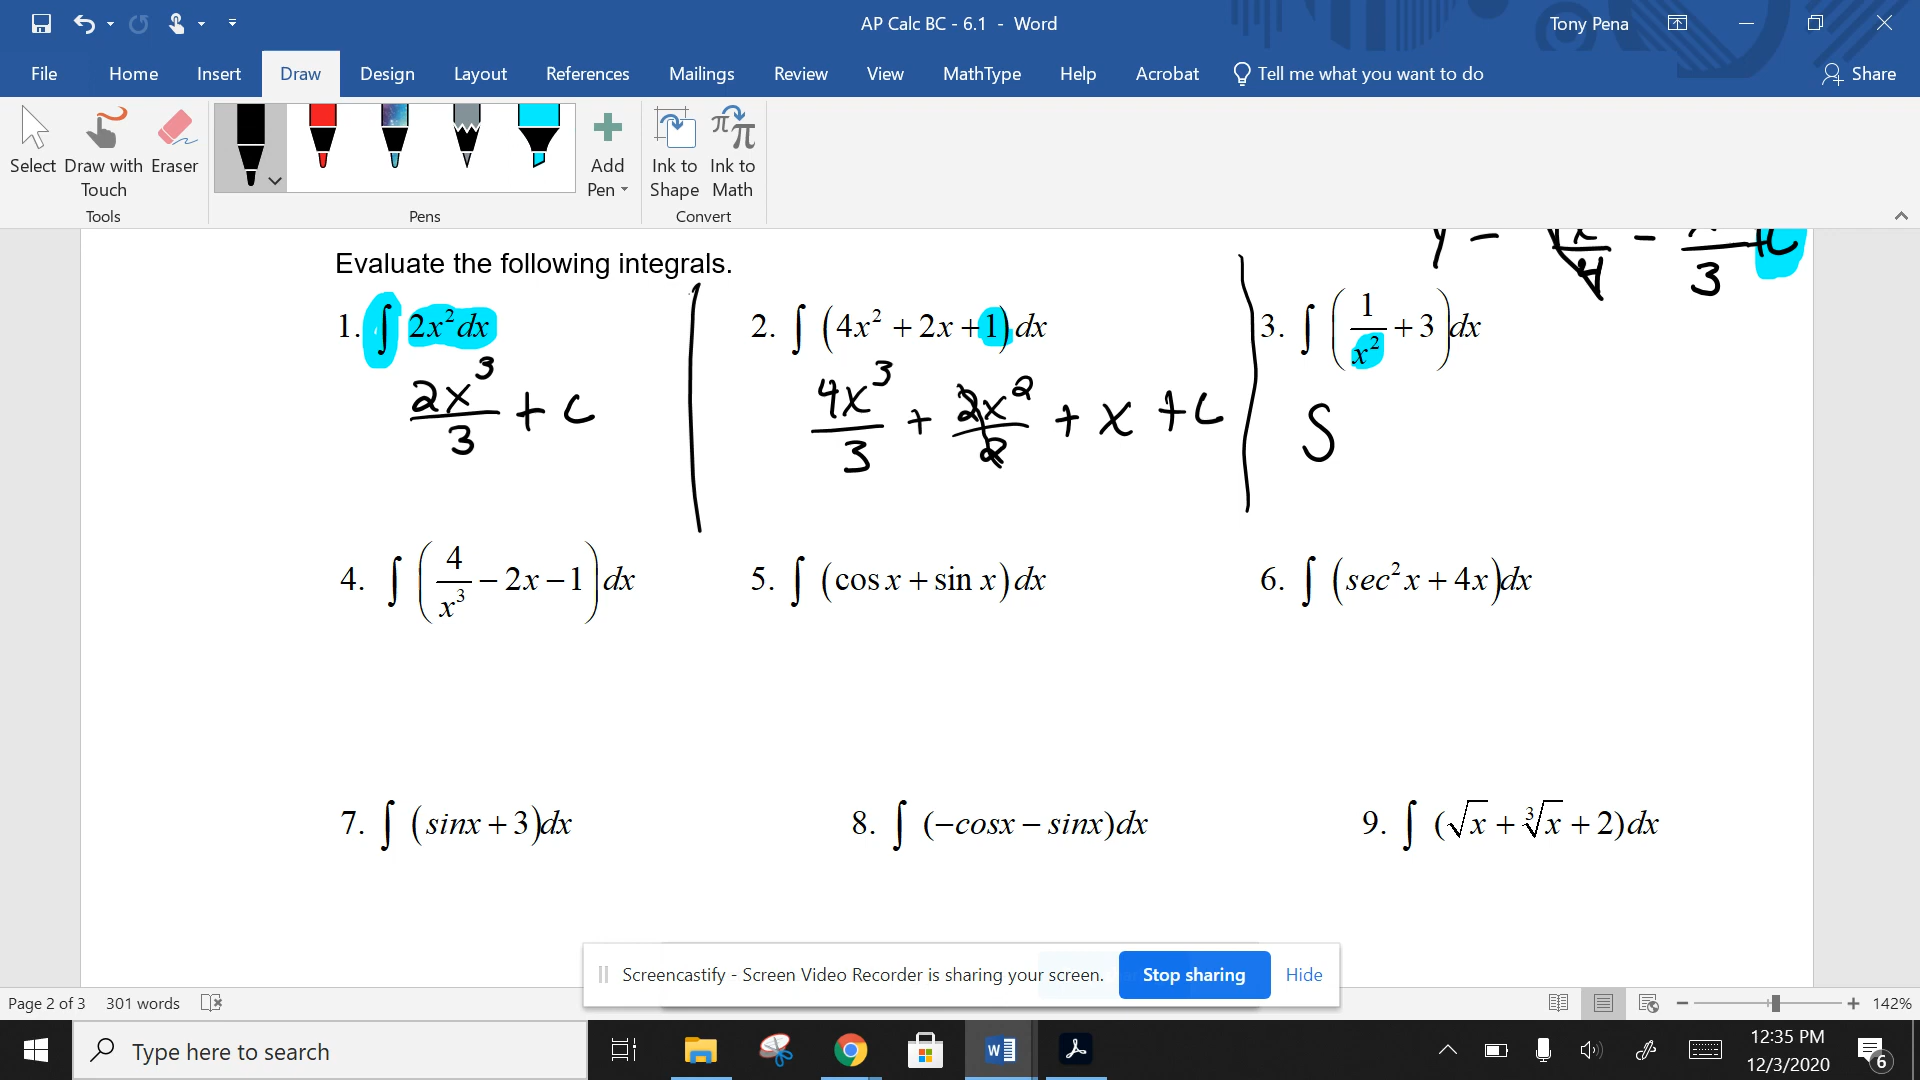 AP Calc BC - 6.1 - Word
Tony Pena
File Home Insert Draw Design Layout References Mailings Review View MathType Help Acrobat Tell me what you want to do Share
Select Draw with Touch Eraser Add Pen Ink to Shape Ink to Math
Tools Pens Convert
y = x/4 - /3 + C
Evaluate the following integrals.
1. ∫ 2x² dx
2x³/3 + C
2. ∫ (4x² + 2x + 1) dx
4x³/3 + 2x²/2 + x + C
3. ∫ (1/x² + 3) dx
∫
4. ∫ (4/x³ − 2x − 1) dx
5. ∫ (cos x + sin x) dx
6. ∫ (sec²x + 4x) dx
7. ∫ (sinx + 3) dx
8. ∫ (−cosx − sinx) dx
9. ∫ (√x + ∛x + 2) dx
Screencastify - Screen Video Recorder is sharing your screen. Stop sharing Hide
Page 2 of 3 301 words 142%
Type here to search
12:35 PM
12/3/2020
6